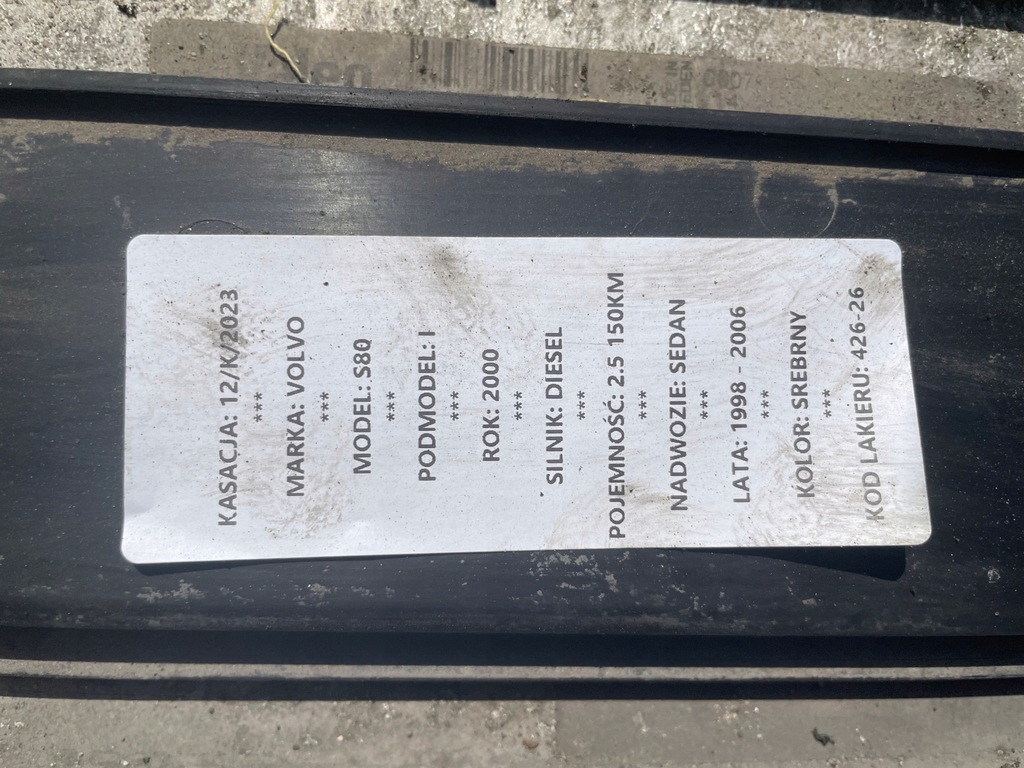 KASACJA: 12/K/2023
***
MARKA: VOLVO
***
MODEL: S80
***
PODMODEL: I
***
ROK: 2000
***
SILNIK: DIESEL
***
POJEMNOŚĆ: 2.5 150KM
***
NADWOZIE: SEDAN
***
LATA: 1998 - 2006
***
KOLOR: SREBRNY
***
KOD LAKIERU: 426-26